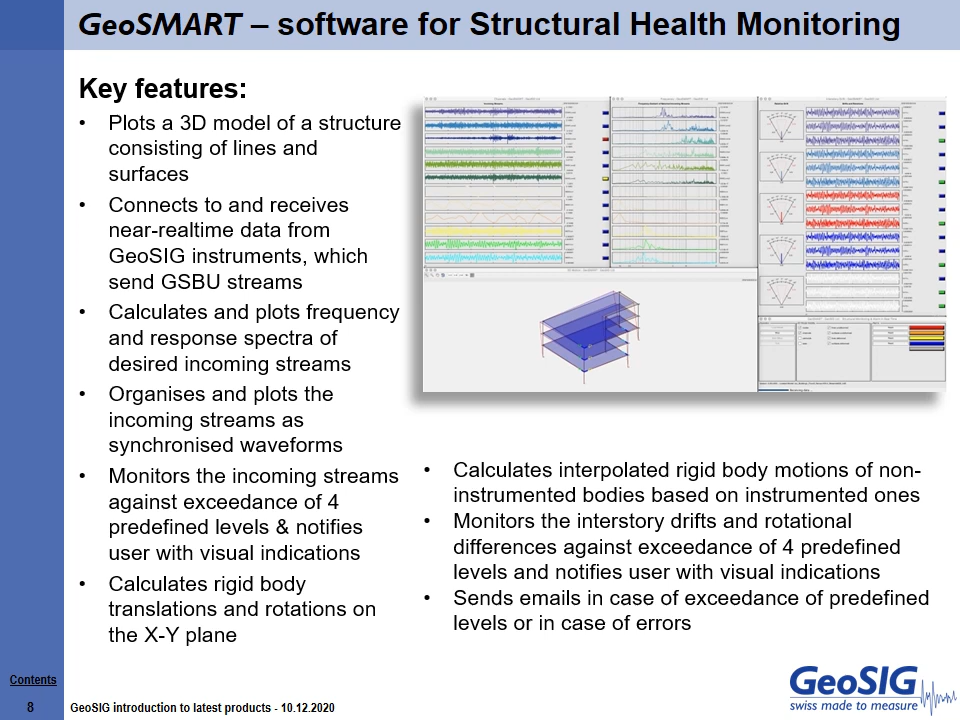 GeoSMART – software for Structural Health Monitoring
Key features:
• Plots a 3D model of a structure
consisting of lines and
surfaces
• Connects to and receives
near-realtime data from
GeoSIG instruments, which
send GSBU streams
• Calculates and plots frequency
and response spectra of
desired incoming streams
• Organises and plots the
incoming streams as
synchronised waveforms
• Monitors the incoming streams
against exceedance of 4
predefined levels & notifies
user with visual indications
• Calculates rigid body
translations and rotations on
the X-Y plane
• Calculates interpolated rigid body motions of non-
instrumented bodies based on instrumented ones
• Monitors the interstory drifts and rotational
differences against exceedance of 4 predefined
levels and notifies user with visual indications
• Sends emails in case of exceedance of predefined
levels or in case of errors
Contents
8
GeoSIG introduction to latest products - 10.12.2020
GeoSIG
swiss made to measure